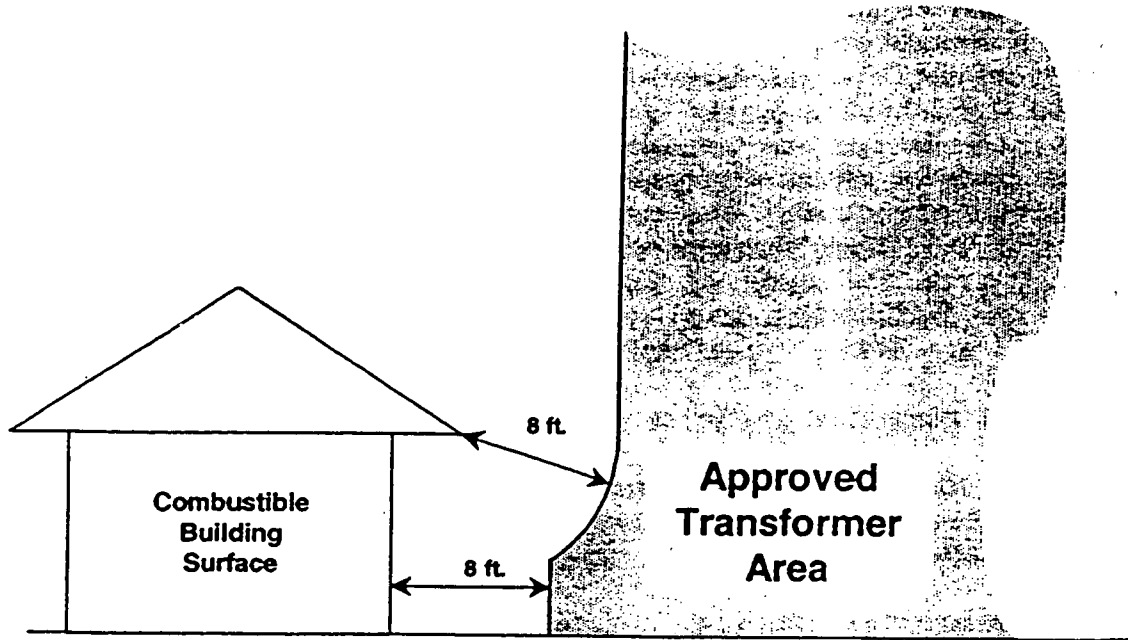 8 ft.
Combustible
Building
Surface
8 ft.
Approved
Transformer
Area